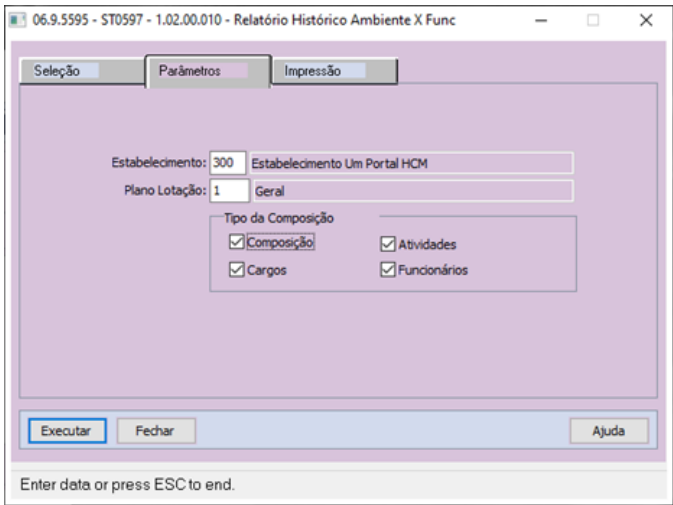 06.9.5595 - ST0597 - 1.02.00.010 - Relatório Histórico Ambiente X Func
Seleção Parâmetros Impressão
Estabelecimento: 300 Estabelecimento Um Portal HCM
Plano Lotação: 1 Geral
Tipo da Composição
Composição Atividades
Cargos Funcionários
Executar Fechar Ajuda
Enter data or press ESC to end.